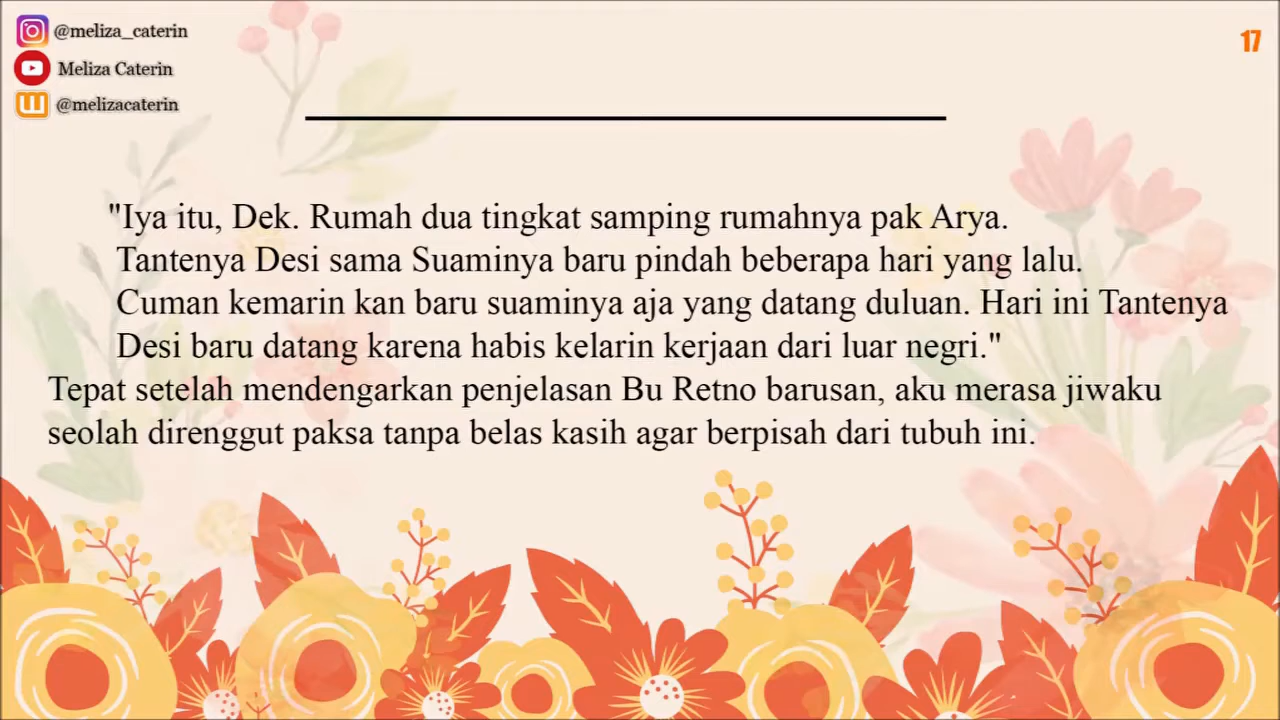 @meliza_caterin
Meliza Caterin
@melizacaterin
17
"Iya itu, Dek. Rumah dua tingkat samping rumahnya pak Arya.
Tantenya Desi sama Suaminya baru pindah beberapa hari yang lalu.
Cuman kemarin kan baru suaminya aja yang datang duluan. Hari ini Tantenya
Desi baru datang karena habis kelarin kerjaan dari luar negri."
Tepat setelah mendengarkan penjelasan Bu Retno barusan, aku merasa jiwaku
seolah direnggut paksa tanpa belas kasih agar berpisah dari tubuh ini.